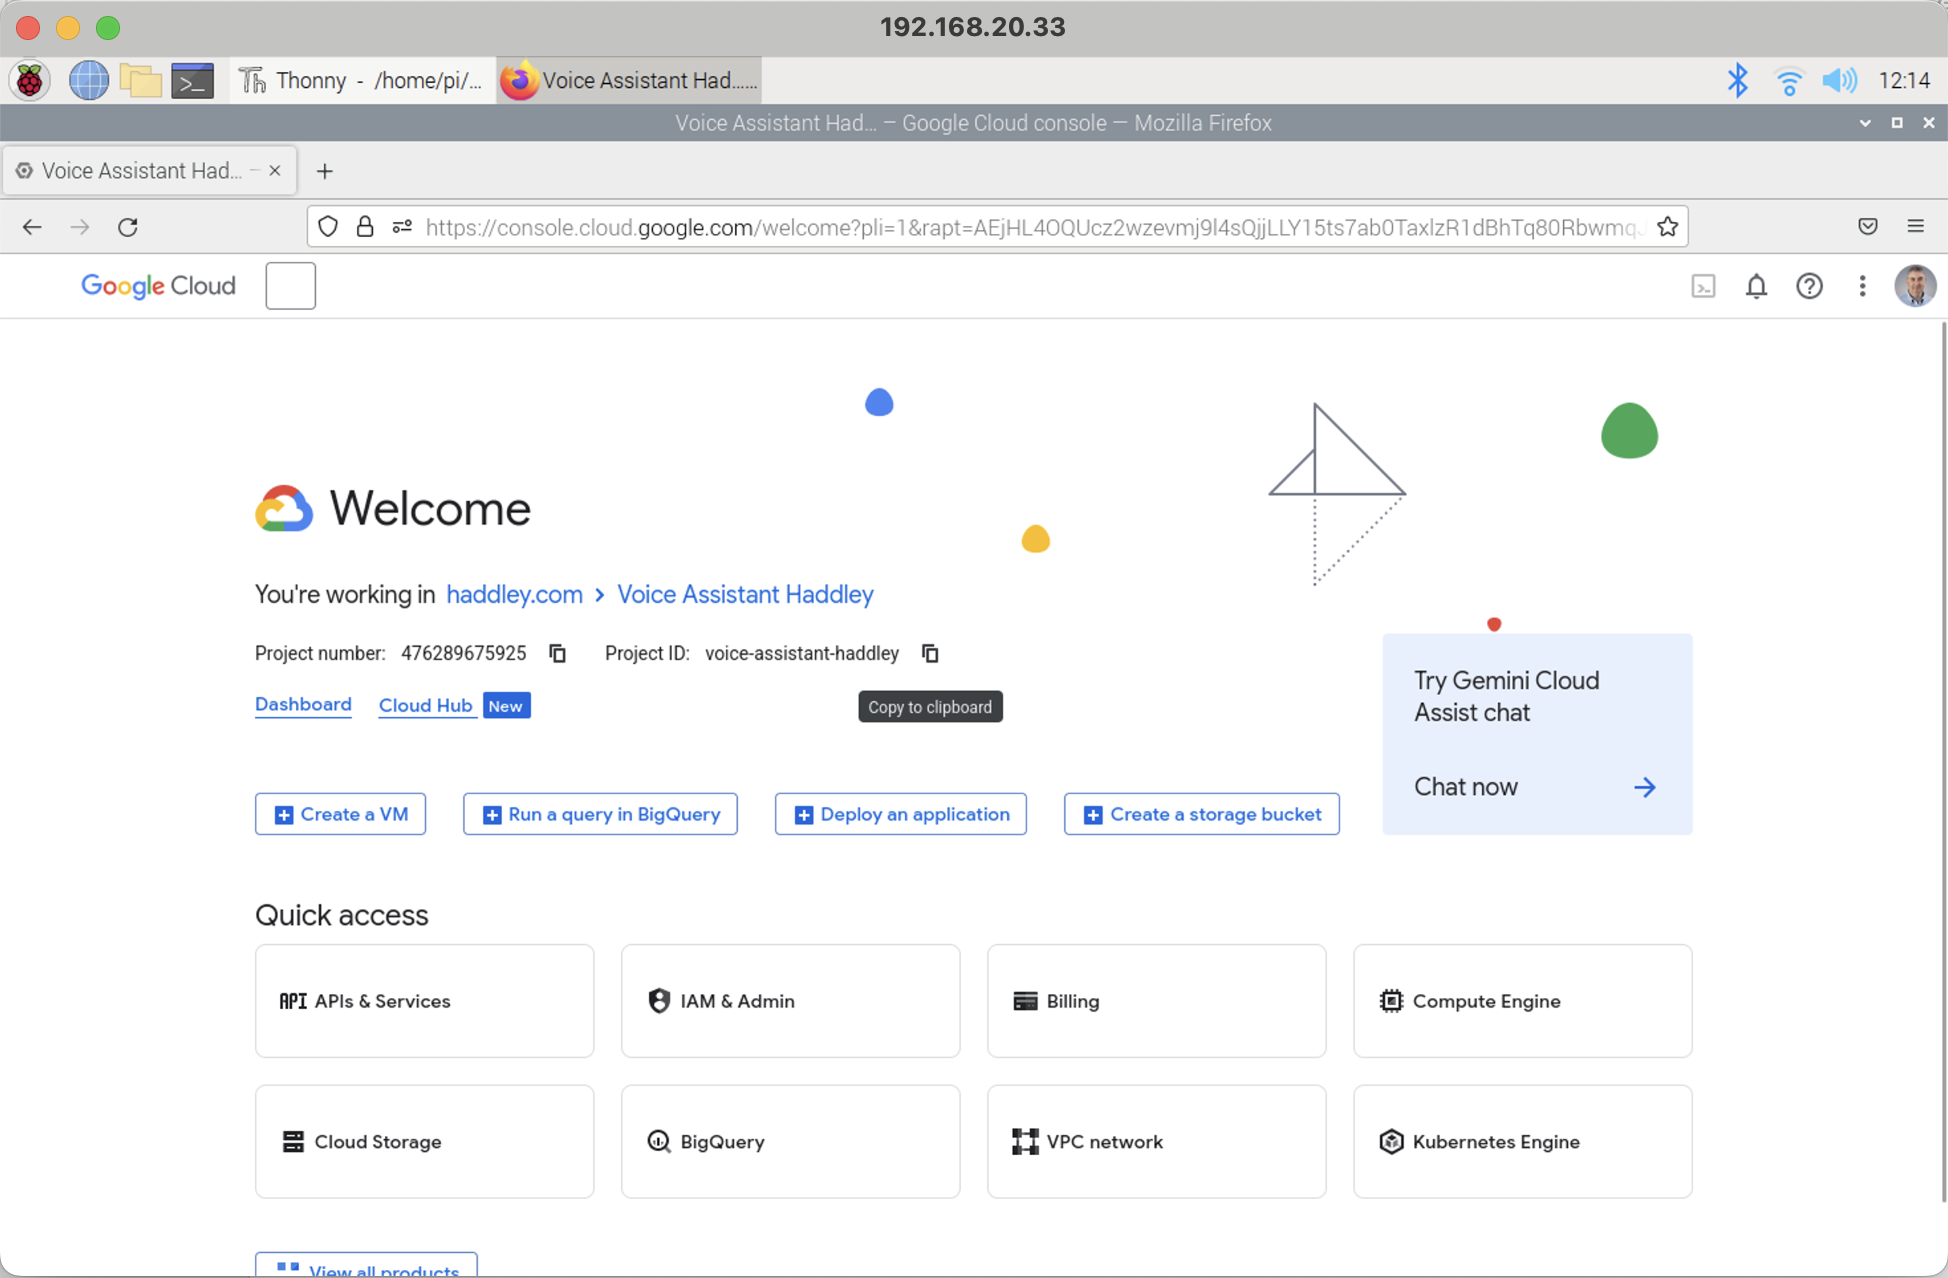 192.168.20.33
Thonny - /home/pi/... Voice Assistant Had...... 12:14
Voice Assistant Had... – Google Cloud console — Mozilla Firefox
Voice Assistant Had... –
https://console.cloud.google.com/welcome?pli=1&rapt=AEjHL4OQUcz2wzevmj9l4sQjjLLY15ts7ab0TaxlzR1dBhTq80RbwmqJ
Google Cloud
Welcome
You're working in haddley.com > Voice Assistant Haddley
Project number: 476289675925 Project ID: voice-assistant-haddley
Dashboard Cloud Hub New
Copy to clipboard
Try Gemini Cloud
Assist chat
Chat now
Create a VM Run a query in BigQuery Deploy an application Create a storage bucket
Quick access
API APIs & Services IAM & Admin Billing Compute Engine
Cloud Storage BigQuery VPC network Kubernetes Engine
View all products